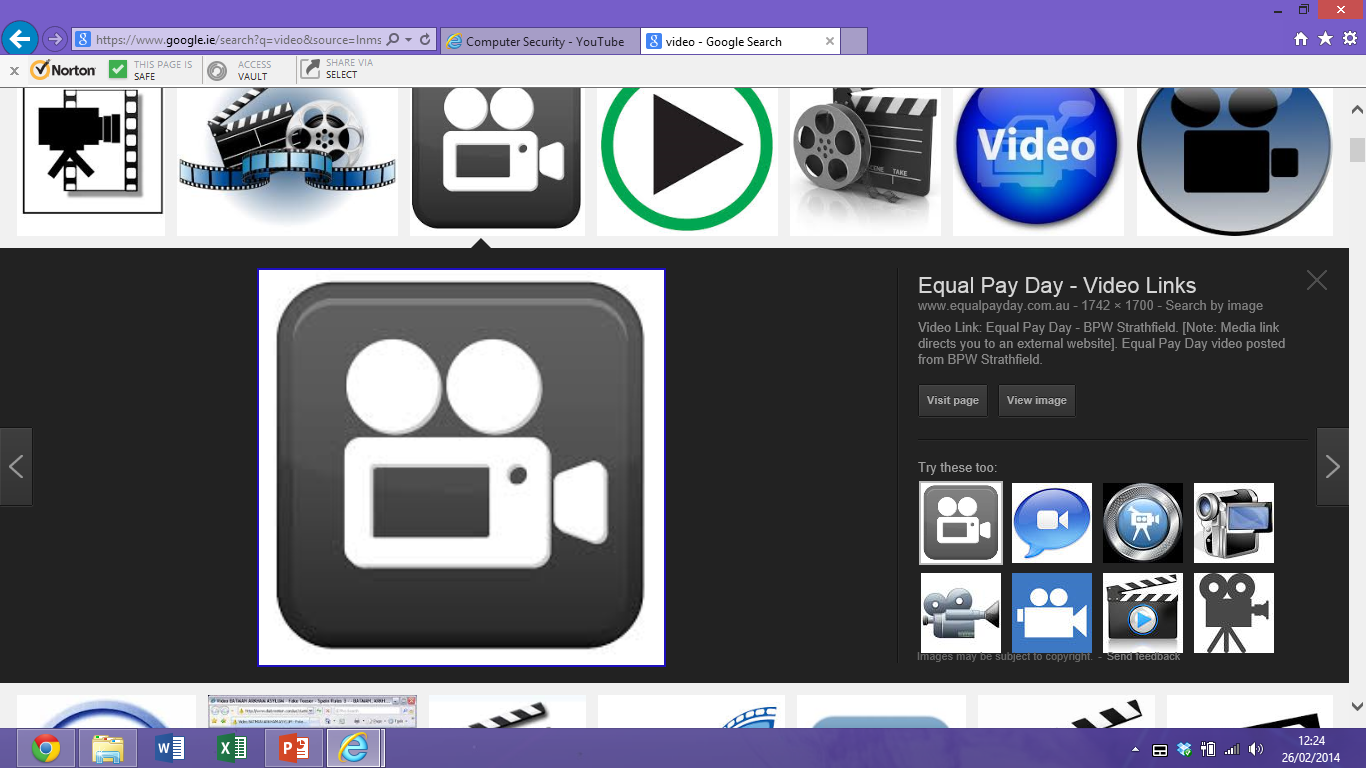 https://www.google.ie/search?q=video&source=lnms
Computer Security - YouTube
video - Google Search
x
Norton
THIS PAGE IS
SAFE
ACCESS
VAULT
SHARE VIA
SELECT
SCENE TAKE
Video
Equal Pay Day - Video Links
www.equalpayday.com.au - 1742 × 1700 - Search by image
Video Link: Equal Pay Day - BPW Strathfield. [Note: Media link
directs you to an external website]. Equal Pay Day video posted
from BPW Strathfield.
Visit page
View image
Try these too:
Images may be subject to copyright. - Send feedback
12:24
26/02/2014